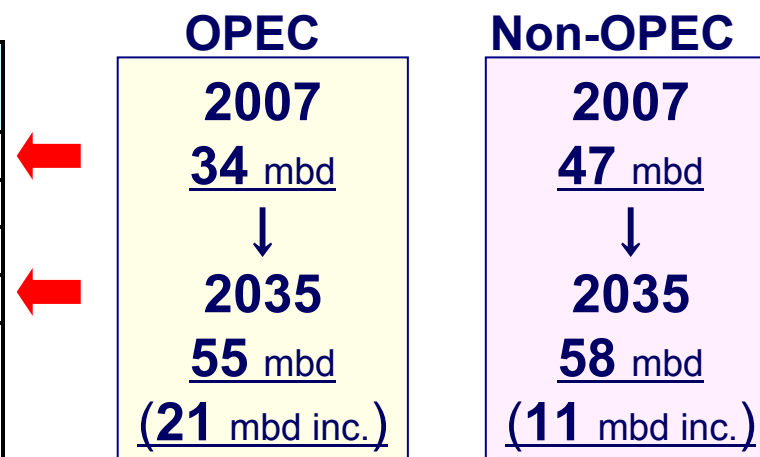 OPEC
2007
34 mbd
↓
2035
55 mbd
(21 mbd inc.)
Non-OPEC
2007
47 mbd
↓
2035
58 mbd
(11 mbd inc.)